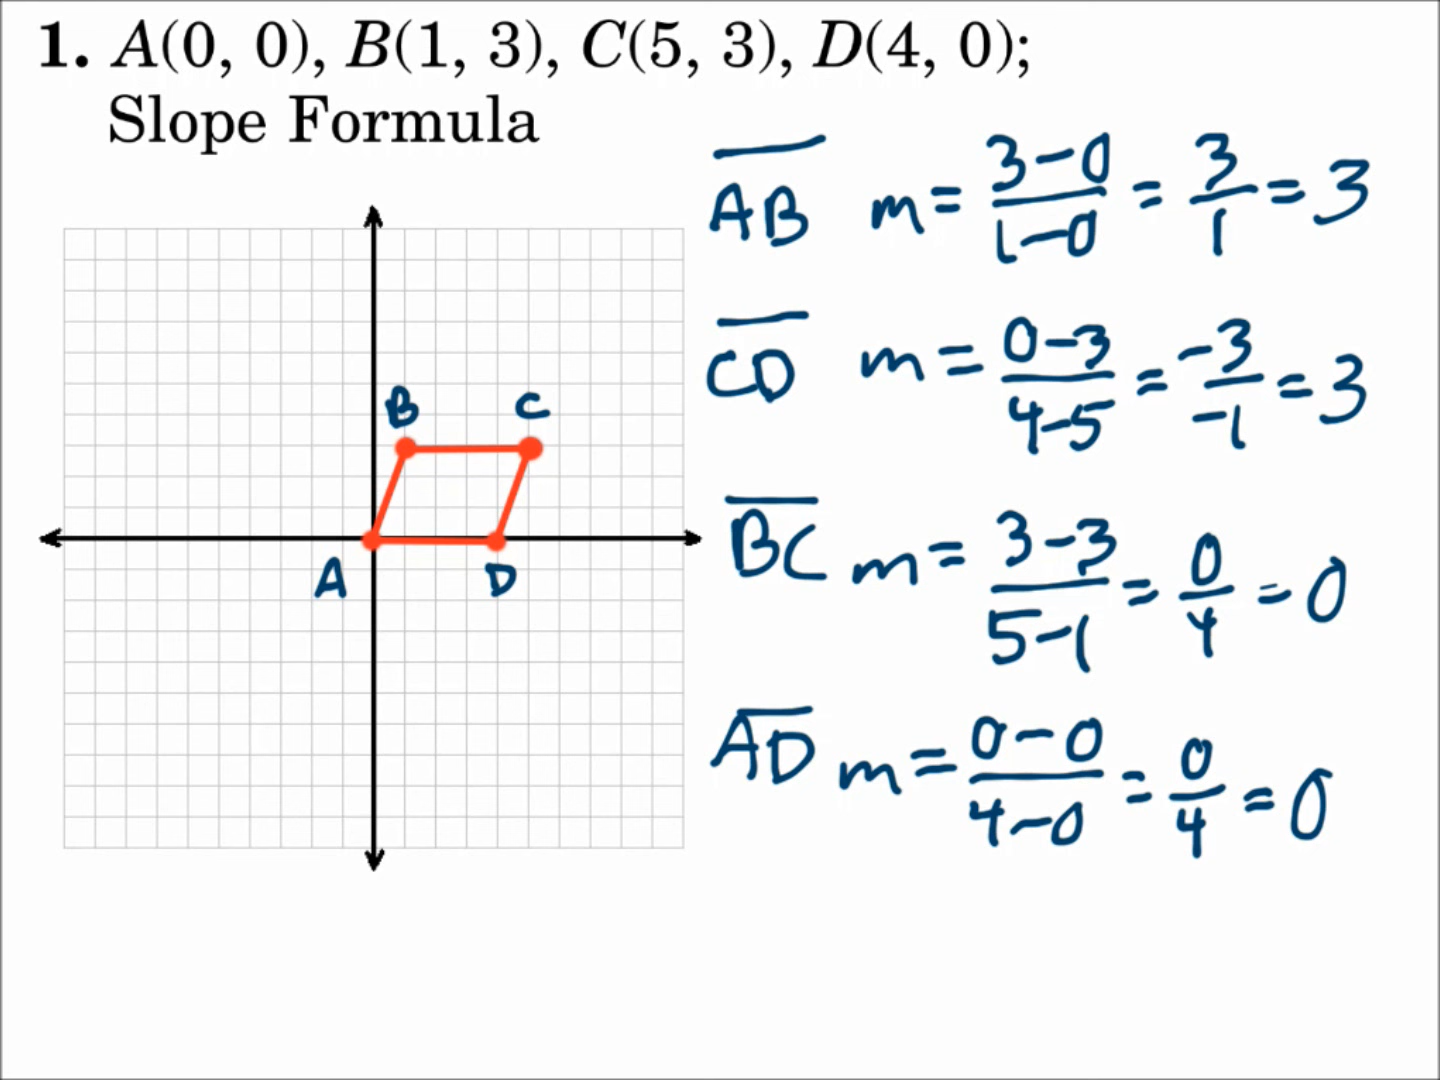 1. A(0, 0), B(1, 3), C(5, 3), D(4, 0);
Slope Formula
AB m = 3-0 / 1-0 = 3/1 = 3
CD m = 0-3 / 4-5 = -3/-1 = 3
B C
A D
BC m = 3-3 / 5-1 = 0/4 = 0
AD m = 0-0 / 4-0 = 0/4 = 0